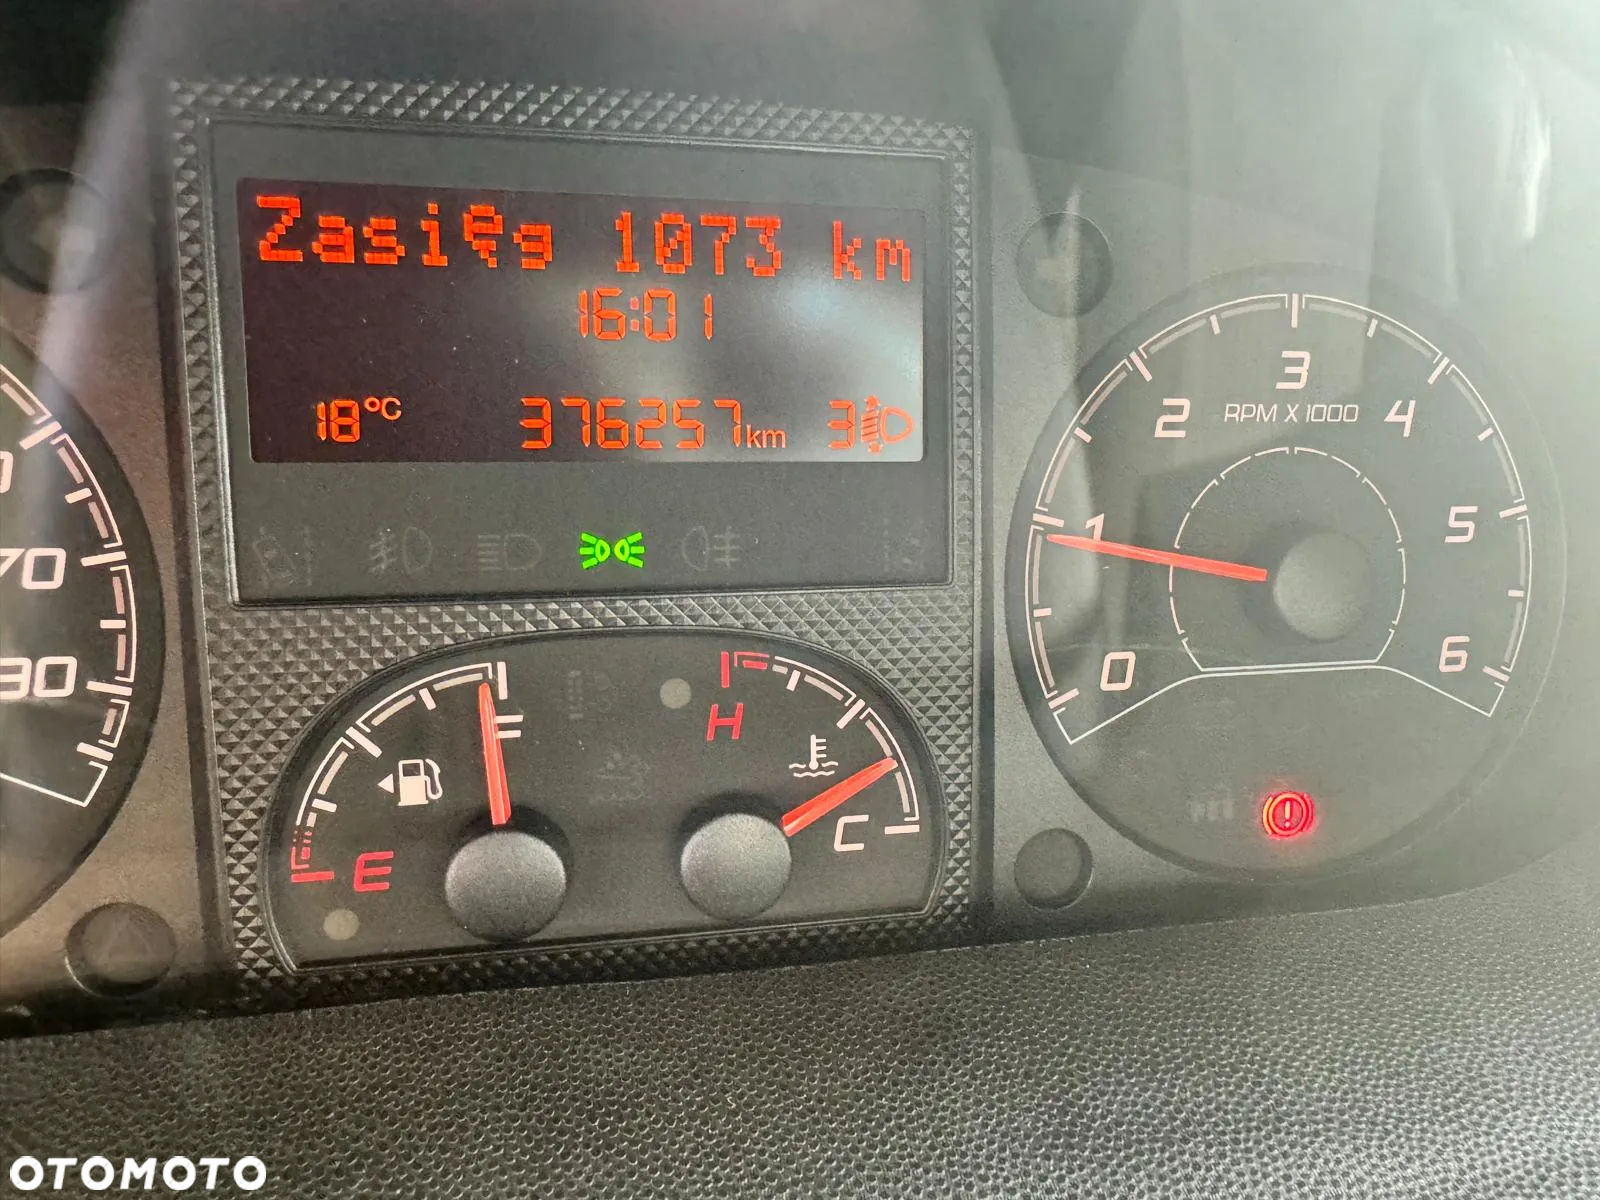 Zasięg 1073 km
16:01
18°C 376257km 3
70
E
F
H
C
0
1
2
3
4
5
6
RPM X 1000
OTOMOTO